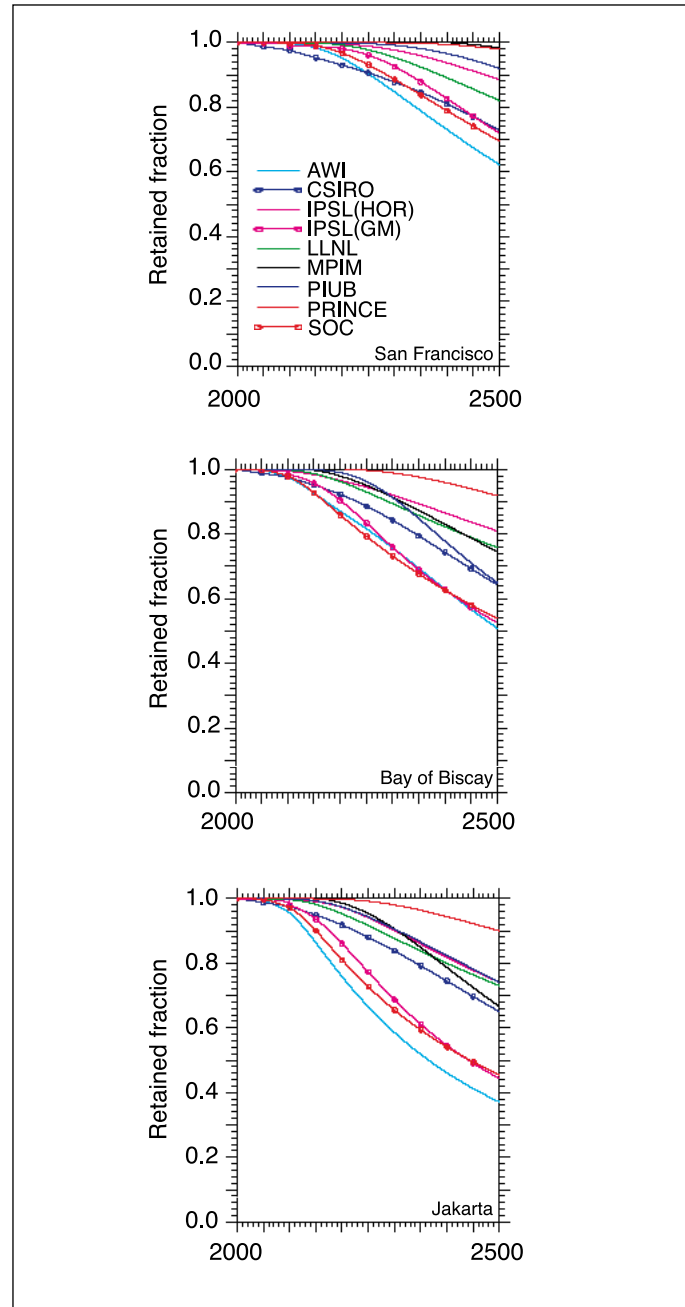 1.0
0.8
0.6
0.4
0.2
0.0
Retained fraction
AWI
CSIRO
IPSL(HOR)
IPSL(GM)
LLNL
MPIM
PIUB
PRINCE
SOC
San Francisco
2000 2500
1.0
0.8
0.6
0.4
0.2
0.0
Retained fraction
Bay of Biscay
2000 2500
1.0
0.8
0.6
0.4
0.2
0.0
Retained fraction
Jakarta
2000 2500